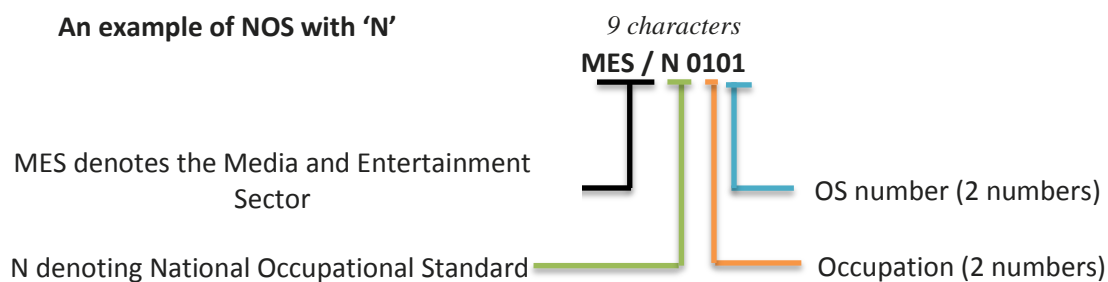 An example of NOS with ‘N’
9 characters
MES / N 0101
MES denotes the Media and Entertainment
Sector
OS number (2 numbers)
N denoting National Occupational Standard
Occupation (2 numbers)